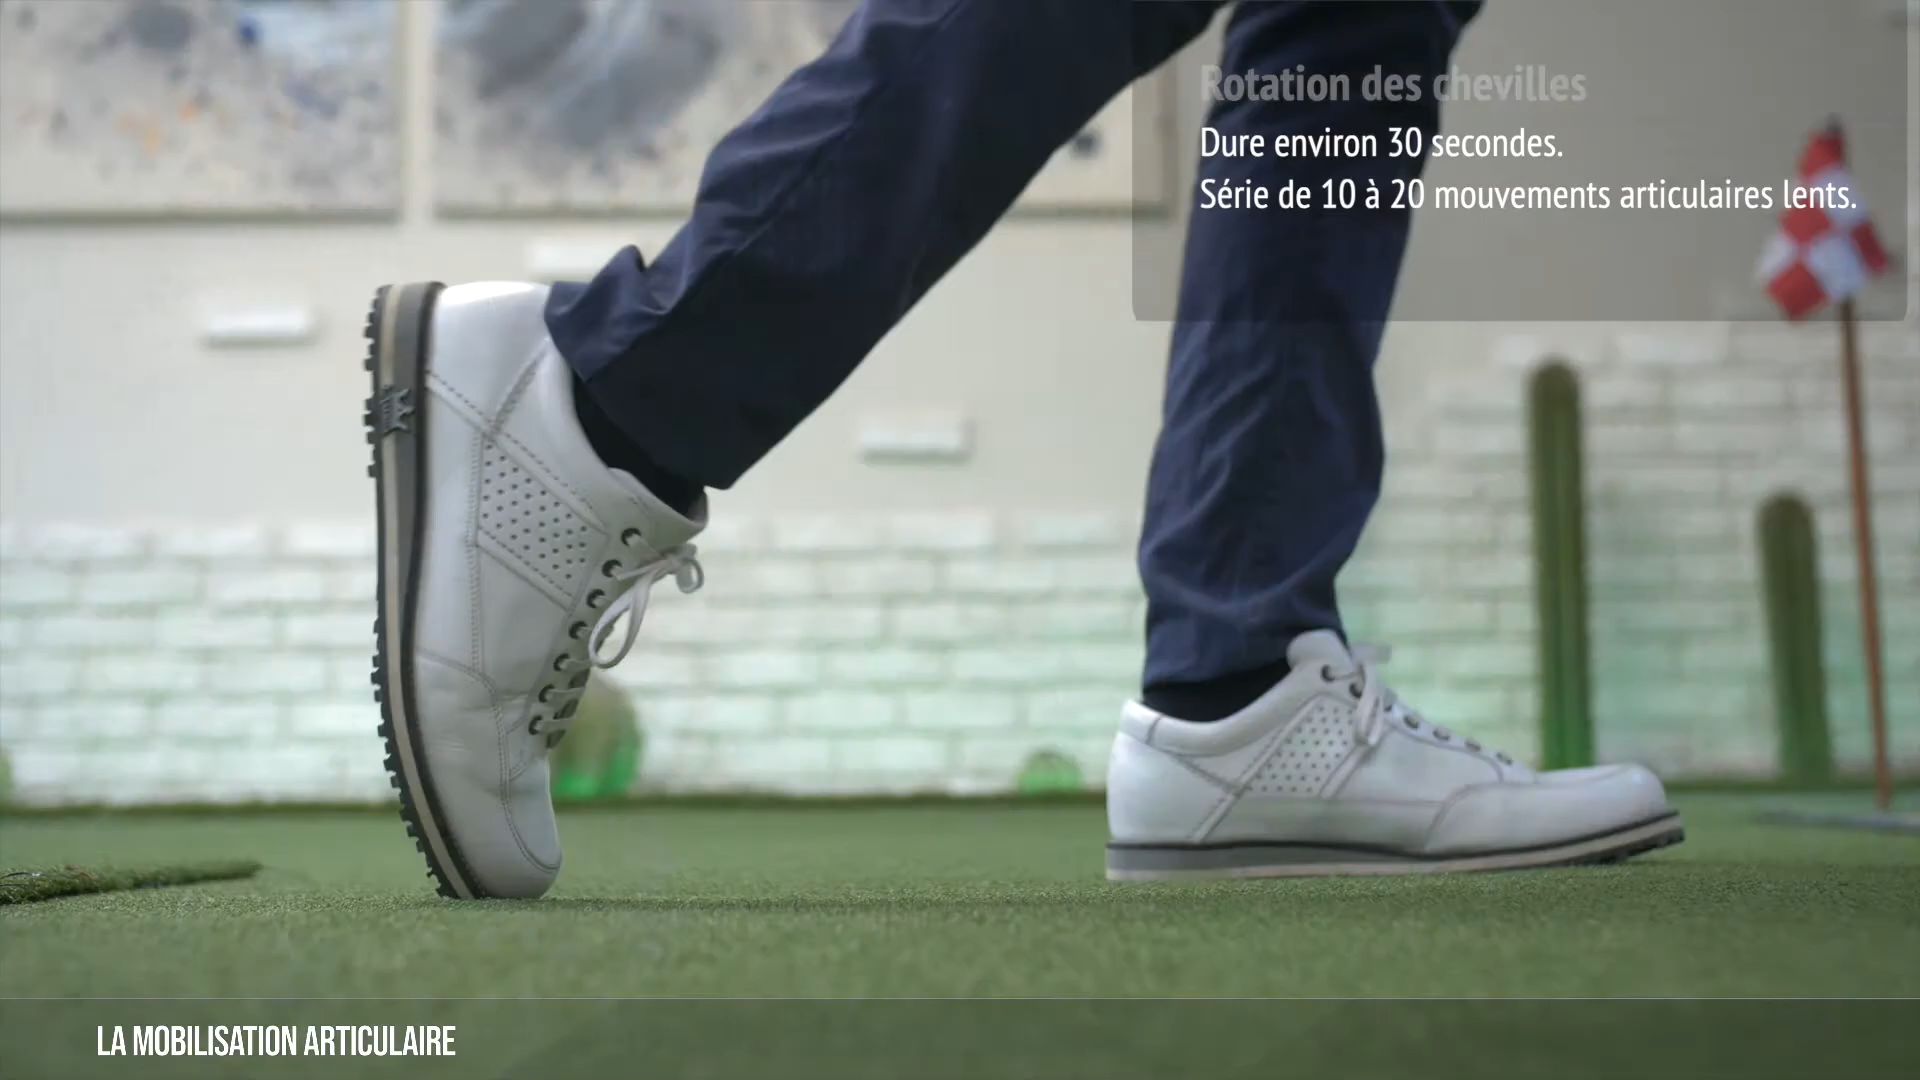 Rotation des chevilles
Dure environ 30 secondes.
Série de 10 à 20 mouvements articulaires lents.
LA MOBILISATION ARTICULAIRE